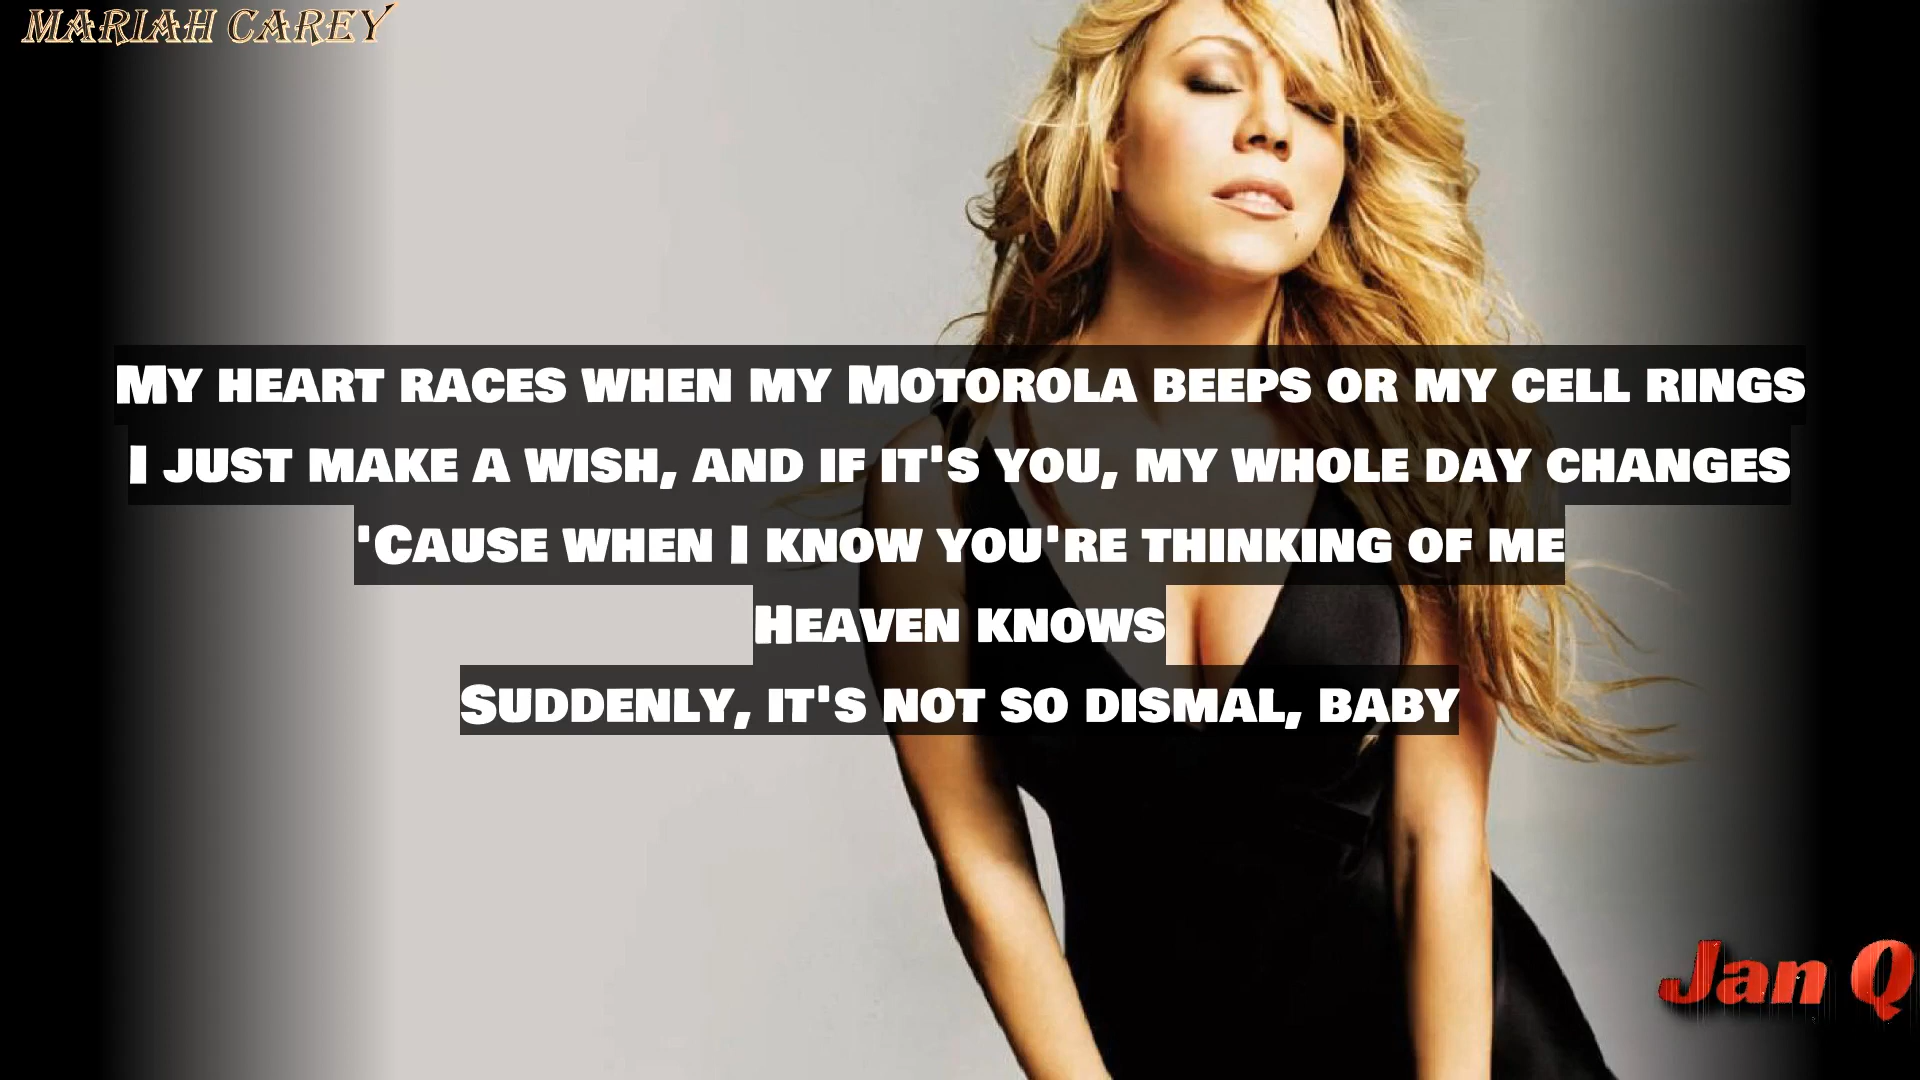 MARIAH CAREY
My heart races when my Motorola beeps or my cell rings
I just make a wish, and if it's you, my whole day changes
'Cause when I know you're thinking of me
Heaven knows
Suddenly, it's not so dismal, baby
Jan Q